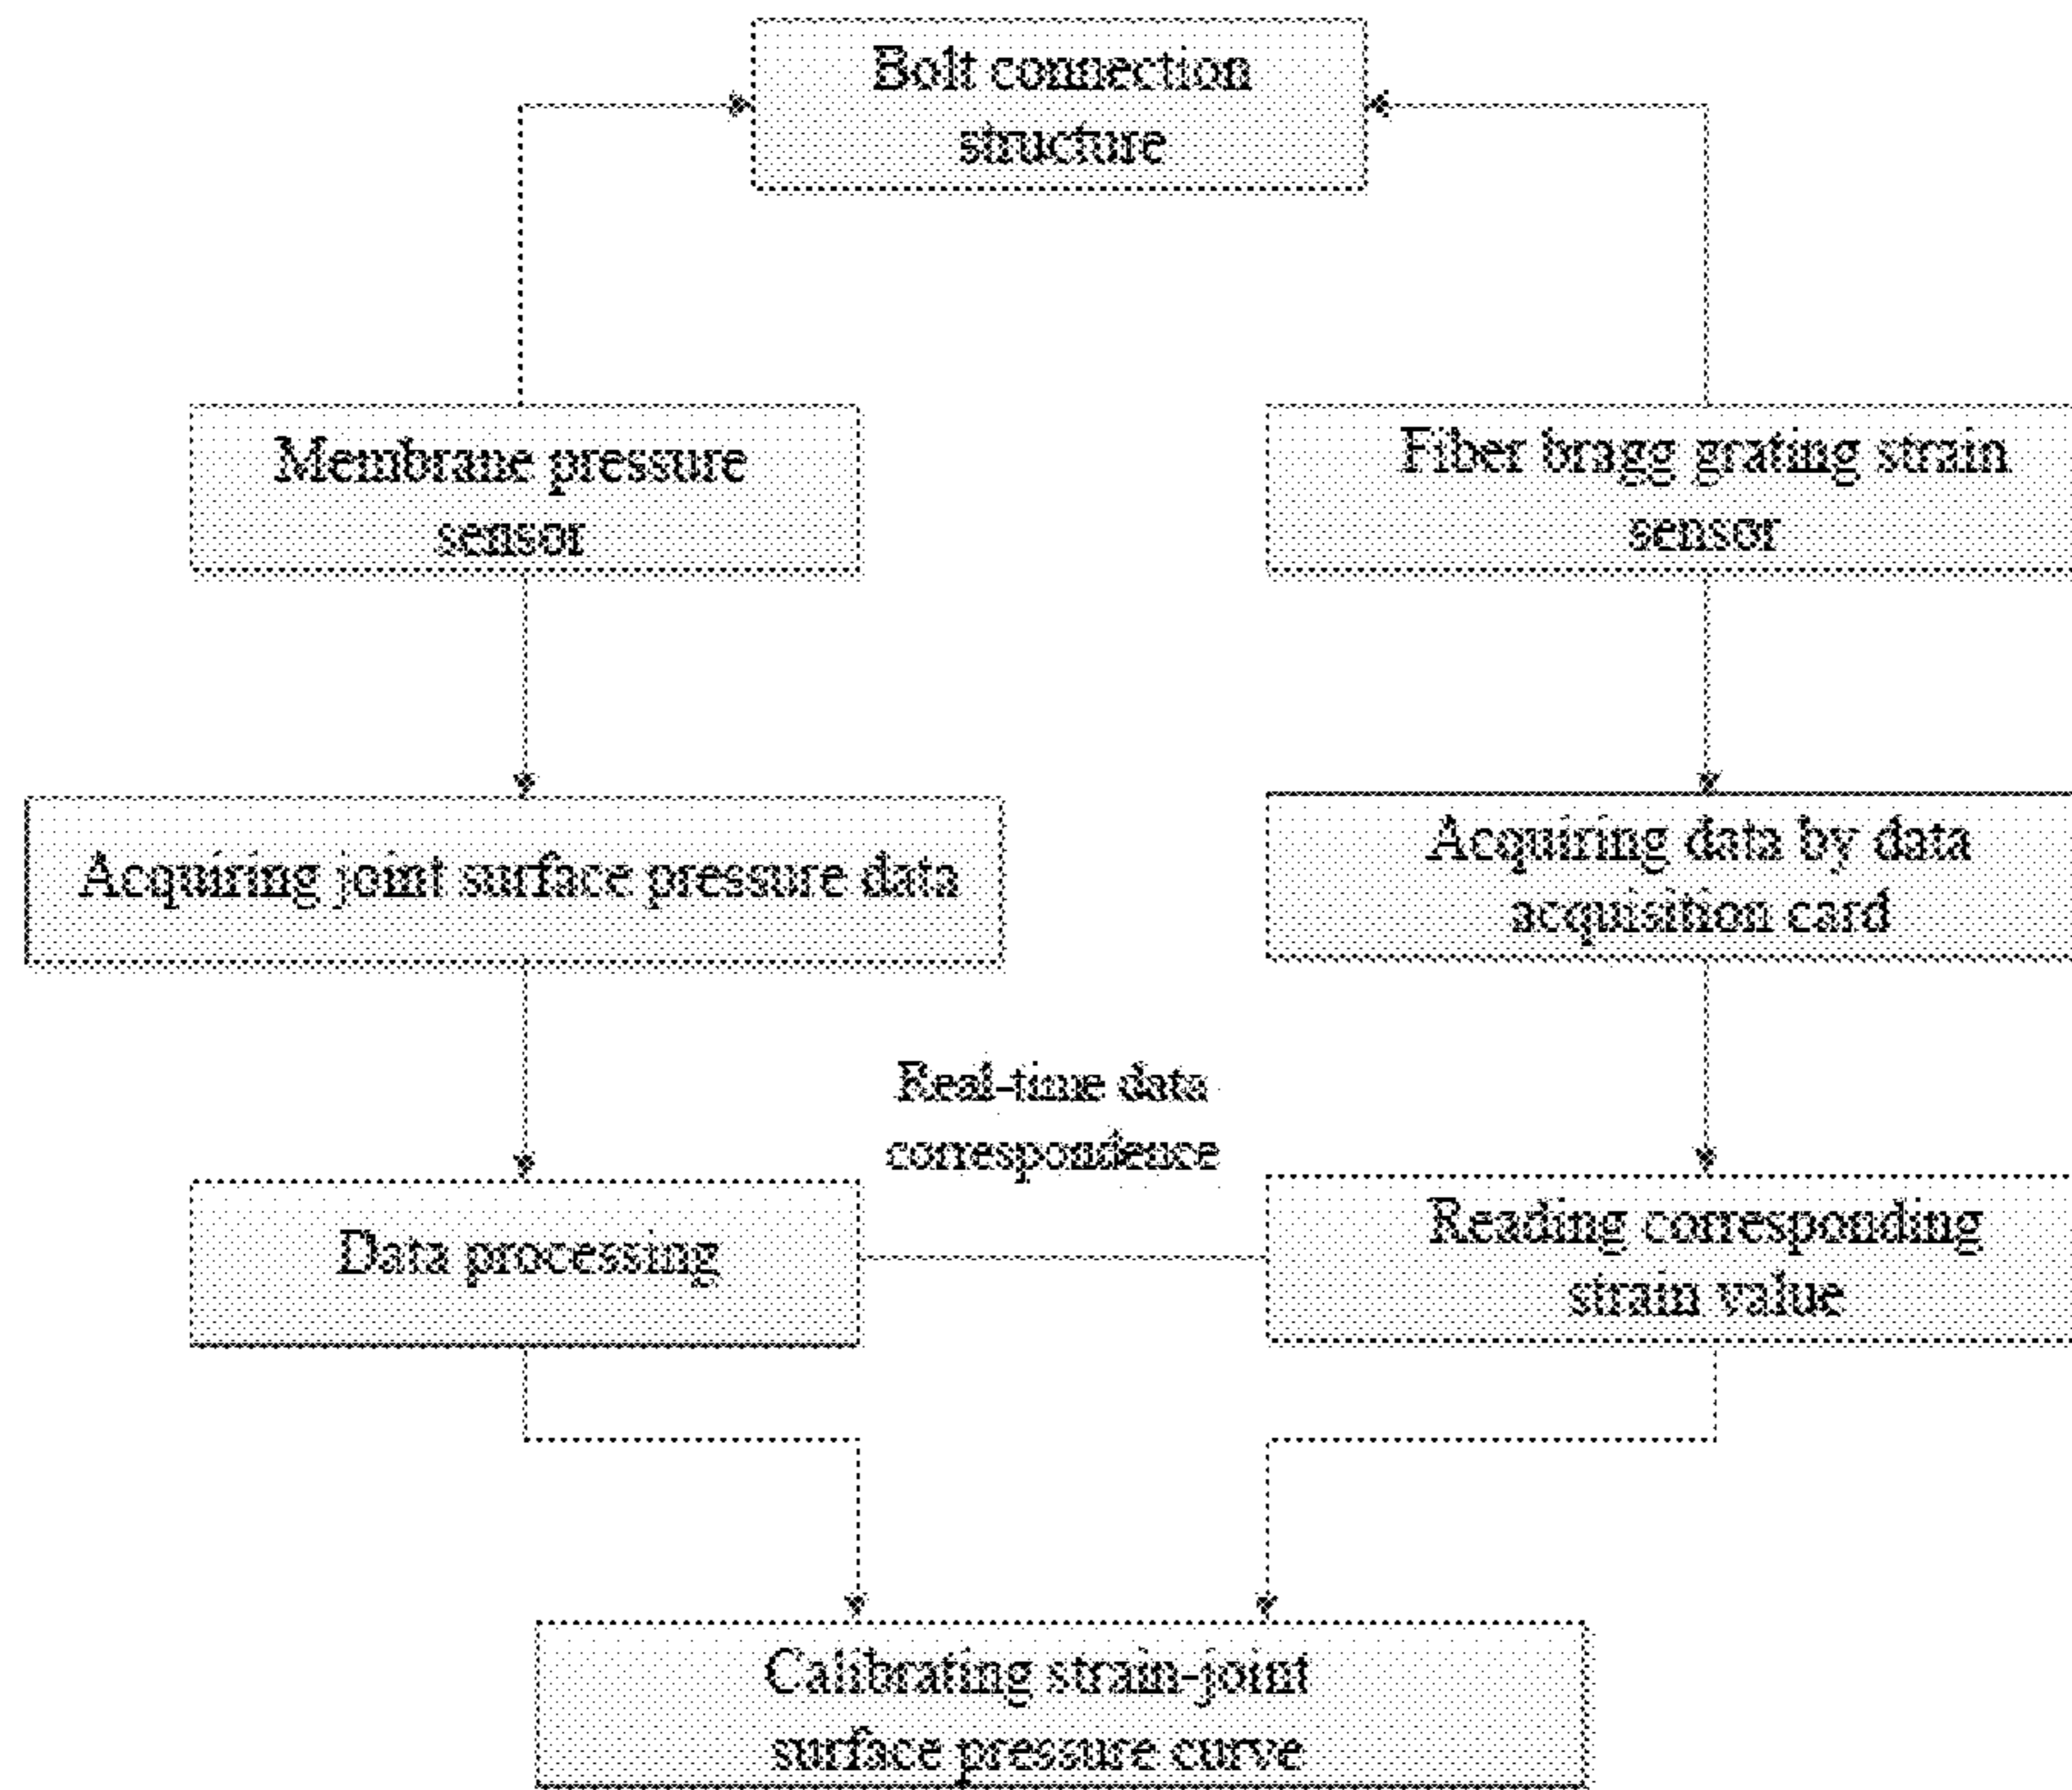 Bolt connection
structure
Membrane pressure
sensor
Fiber bragg grating strain
sensor
Acquiring joint surface pressure data
Acquiring data by data
acquisition card
Real-time data
correspondence
Data processing
Reading corresponding
strain value
Calibrating strain-joint
surface pressure curve